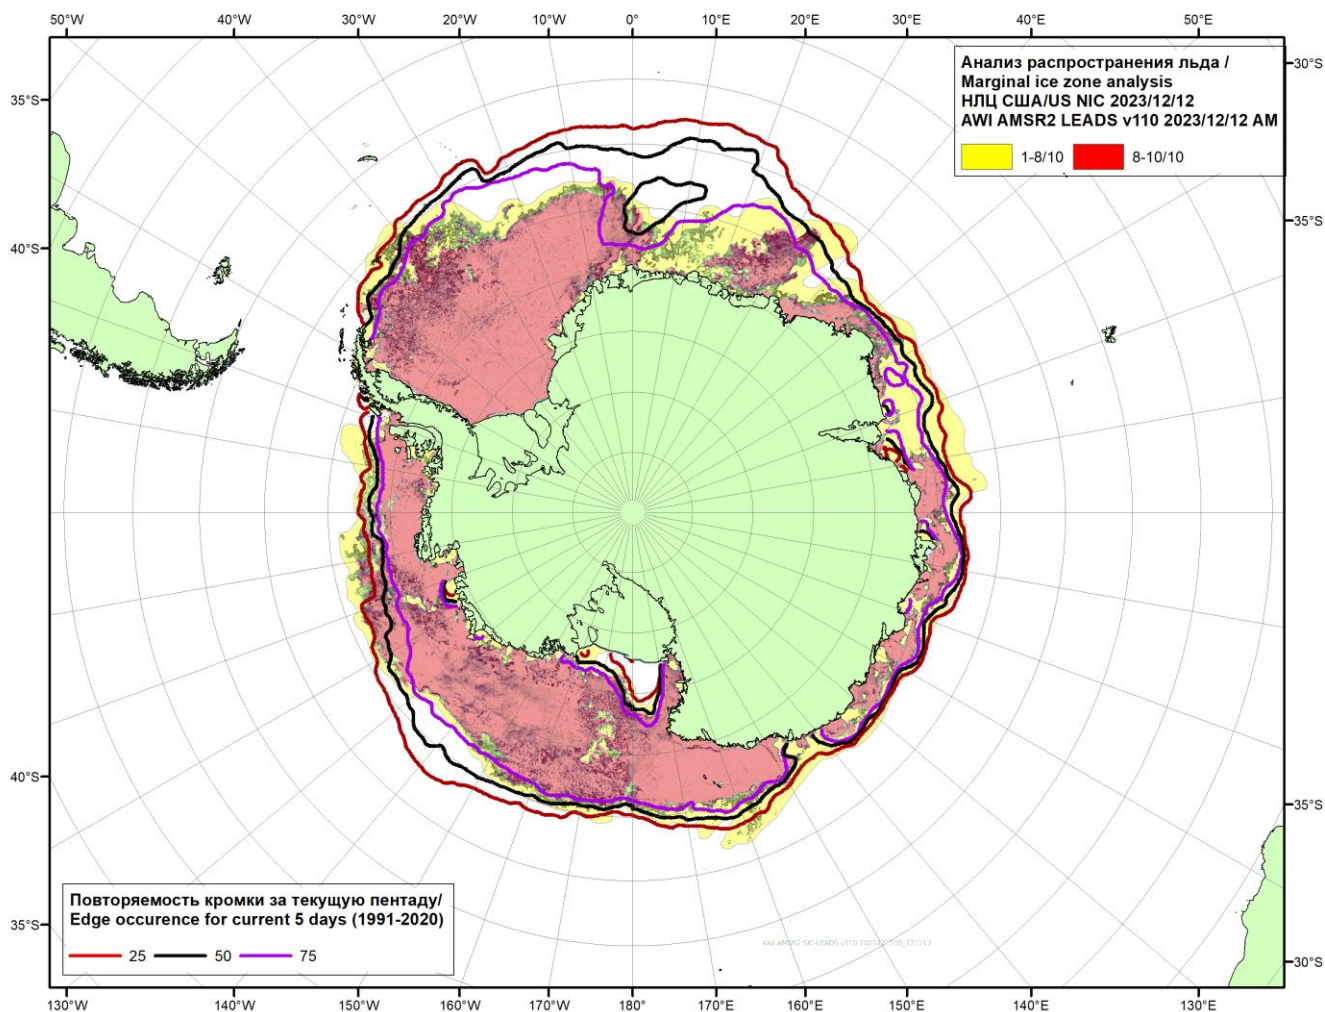 50°W 40°W 30°W 20°W 10°W 0° 10°E 20°E 30°E 40°E 50°E
Анализ распространения льда /
Marginal ice zone analysis
НЛЦ США/US NIC 2023/12/12
AWI AMSR2 LEADS v110 2023/12/12 AM
1-8/10 8-10/10
30°S
35°S
35°S
40°S
40°S
35°S
35°S
30°S
Повторяемость кромки за текущую пентаду/
Edge occurence for current 5 days (1991-2020)
25 50 75
130°W 140°W 150°W 160°W 170°W 180° 170°E 160°E 150°E 140°E 130°E